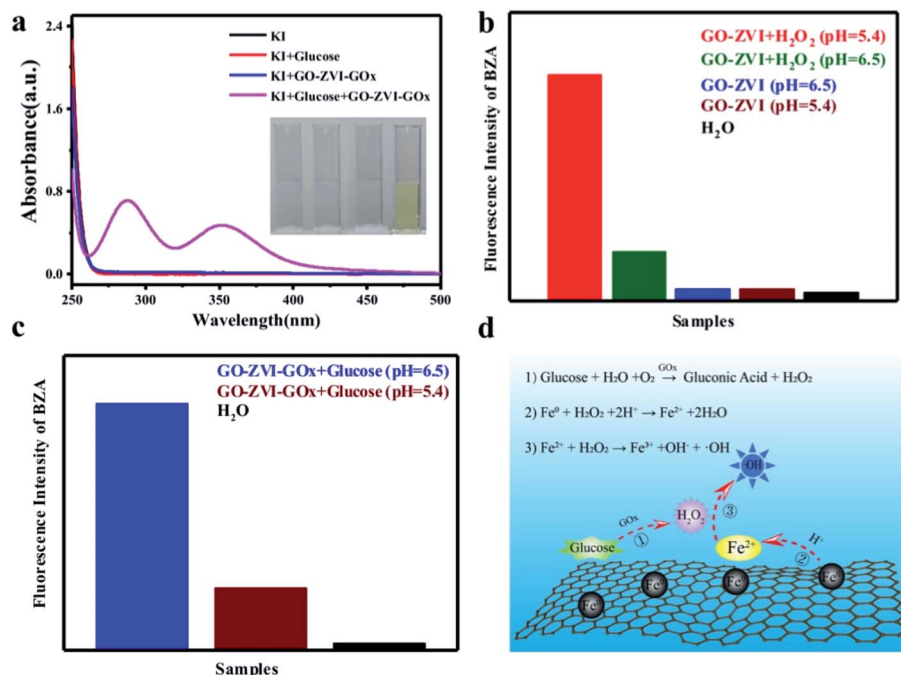 a
Absorbance(a.u.)
2.4
1.6
0.8
0.0
KI
KI+Glucose
KI+GO-ZVI-GOx
KI+Glucose+GO-ZVI-GOx
250 300 350 400 450 500
Wavelength(nm)
b
Fluorescence Intensity of BZA
GO-ZVI+H₂O₂ (pH=5.4)
GO-ZVI+H₂O₂ (pH=6.5)
GO-ZVI (pH=6.5)
GO-ZVI (pH=5.4)
H₂O
Samples
c
Fluorescence Intensity of BZA
GO-ZVI-GOx+Glucose (pH=6.5)
GO-ZVI-GOx+Glucose (pH=5.4)
H₂O
Samples
d
GOx
1) Glucose + H₂O +O₂ → Gluconic Acid + H₂O₂
2) Fe⁰ + H₂O₂ +2H⁺ → Fe²⁺ +2H₂O
3) Fe²⁺ + H₂O₂ → Fe³⁺ +OH⁻ + ·OH
·OH
H₂O₂
③
GOx
①
Glucose
Fe²⁺
H⁺
②
Fe⁰
Fe⁰
Fe⁰
Fe⁰